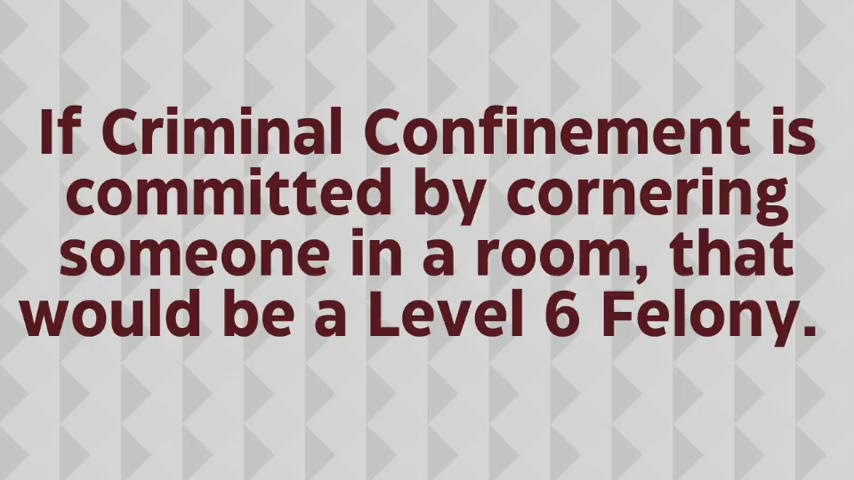 If Criminal Confinement is
committed by cornering
someone in a room, that
would be a Level 6 Felony.